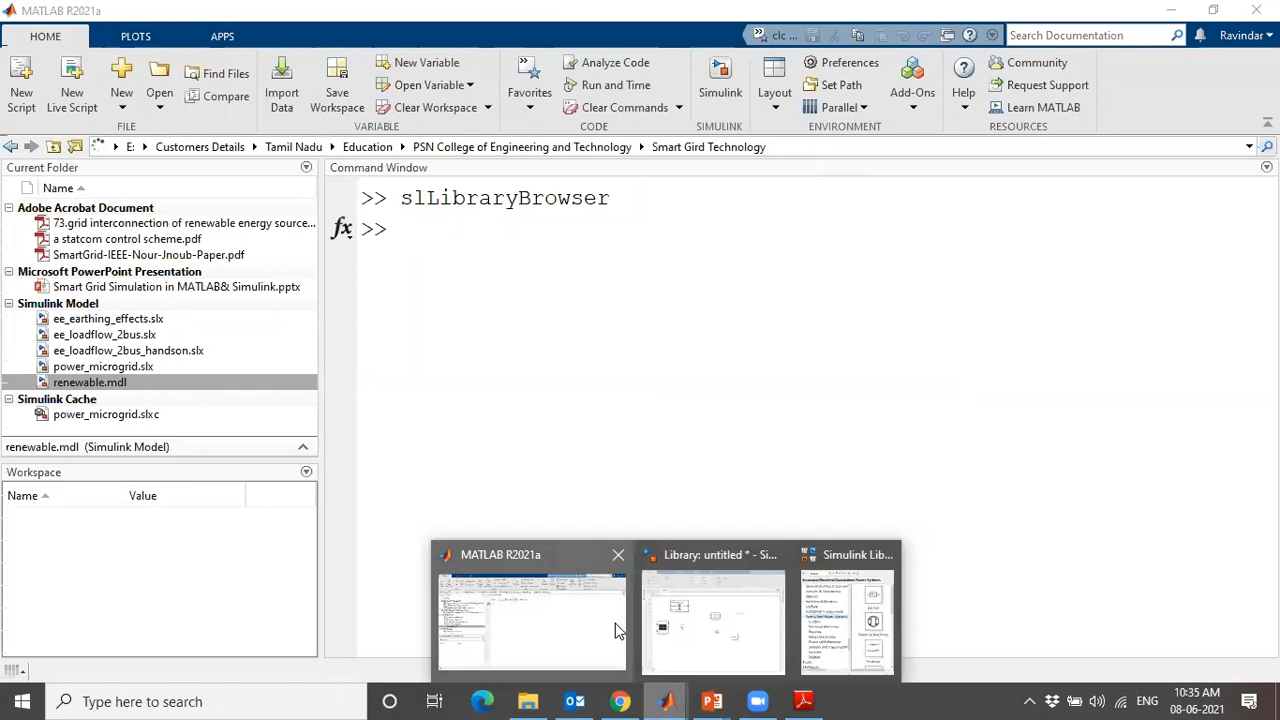 MATLAB R2021a
HOME
PLOTS
APPS
clc ...
Search Documentation
Ravindar
New Script
New Live Script
New
Open
Find Files
Compare
Import Data
Save Workspace
New Variable
Open Variable
Clear Workspace
Favorites
Analyze Code
Run and Time
Clear Commands
Simulink
Layout
Preferences
Set Path
Parallel
Add-Ons
Help
Community
Request Support
Learn MATLAB
FILE
VARIABLE
CODE
SIMULINK
ENVIRONMENT
RESOURCES
E: Customers Details Tamil Nadu Education PSN College of Engineering and Technology Smart Gird Technology
Current Folder
Name
Adobe Acrobat Document
73.grid interconnection of renewable energy source...
a statcom control scheme.pdf
SmartGrid-IEEE-Nour-Jnoub-Paper.pdf
Microsoft PowerPoint Presentation
Smart Grid Simulation in MATLAB& Simulink.pptx
Simulink Model
ee_earthing_effects.slx
ee_loadflow_2bus.slx
ee_loadflow_2bus_handson.slx
power_microgrid.slx
renewable.mdl
Simulink Cache
power_microgrid.slxc
renewable.mdl (Simulink Model)
Workspace
Name Value
Command Window
>> slLibraryBrowser
fx >>
MATLAB R2021a
Library: untitled * - Si...
Simulink Lib...
Type here to search
ENG
10:35 AM
08-06-2021